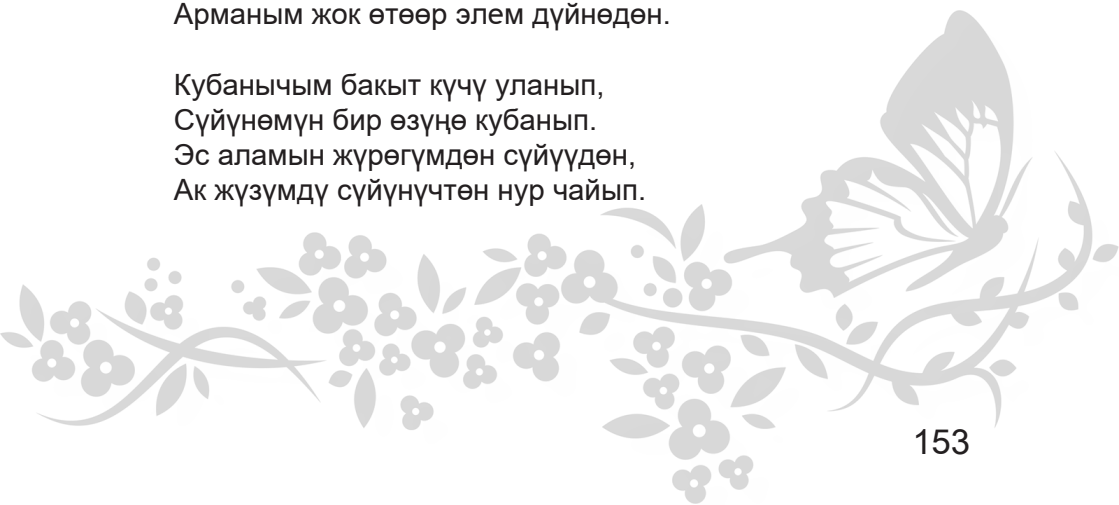 Арманым жок өтөөр элем дүйнөдөн.
Кубанычым бакыт күчү уланып,
Сүйүнөмүн бир өзүңө кубанып.
Эс аламын жүрөгүмдөн сүйүүдөн,
Ак жүзүмдү сүйүнүчтөн нур чайып.
153